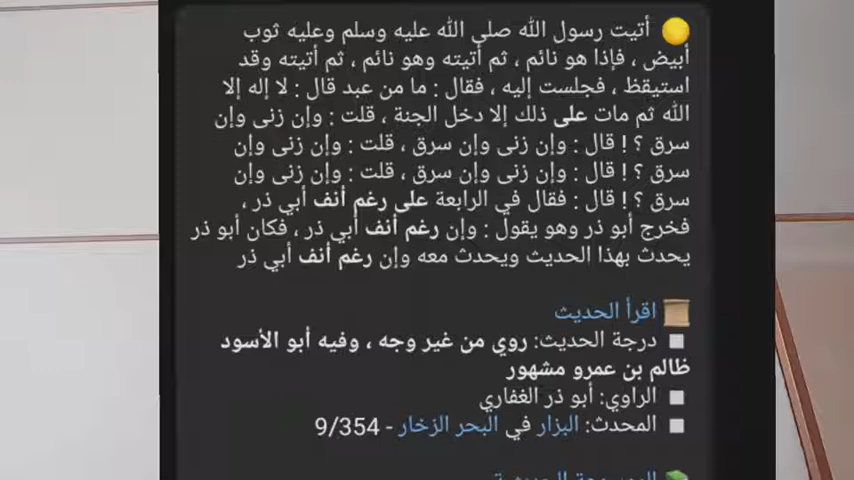 أتيت رسول الله صلى الله عليه وسلم وعليه ثوب
أبيض ، فإذا هو نائم ، ثم أتيته وهو نائم ، ثم أتيته وقد
استيقظ ، فجلست إليه ، فقال : ما من عبد قال : لا إله إلا
الله ثم مات على ذلك إلا دخل الجنة ، قلت : وإن زنى وإن
سرق ؟ ! قال : وإن زنى وإن سرق ، قلت : وإن زنى وإن
سرق ؟ ! قال : وإن زنى وإن سرق ، قلت : وإن زنى وإن
سرق ؟ ! قال : فقال في الرابعة على رغم أنف أبي ذر ،
فخرج أبو ذر وهو يقول : وإن رغم أنف أبي ذر ، فكان أبو ذر
يحدث بهذا الحديث ويحدث معه وإن رغم أنف أبي ذر
اقرأ الحديث
درجة الحديث: روي من غير وجه ، وفيه أبو الأسود
ظالم بن عمرو مشهور
الراوي: أبو ذر الغفاري
المحدث: البزار في البحر الزخار - 9/354